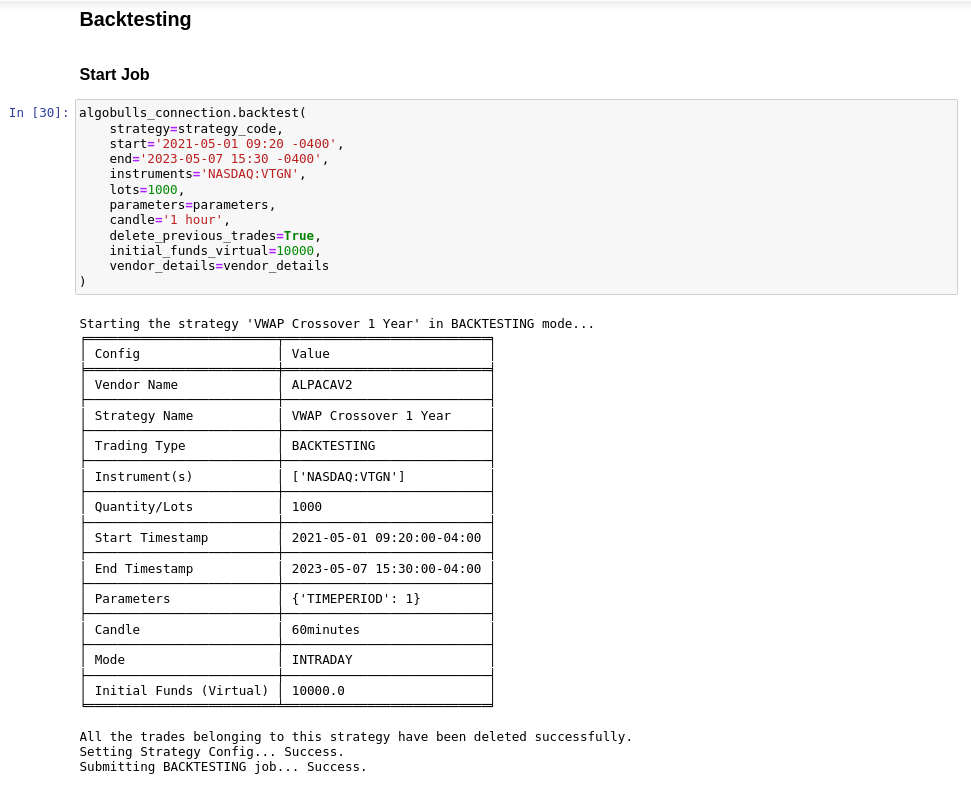 Backtesting
Start Job
In [30]: algobulls_connection.backtest(
    strategy=strategy_code,
    start='2021-05-01 09:20 -0400',
    end='2023-05-07 15:30 -0400',
    instruments='NASDAQ:VTGN',
    lots=1000,
    parameters=parameters,
    candle='1 hour',
    delete_previous_trades=True,
    initial_funds_virtual=10000,
    vendor_details=vendor_details
)
Starting the strategy 'VWAP Crossover 1 Year' in BACKTESTING mode...
Config Value
Vendor Name ALPACAV2
Strategy Name VWAP Crossover 1 Year
Trading Type BACKTESTING
Instrument(s) ['NASDAQ:VTGN']
Quantity/Lots 1000
Start Timestamp 2021-05-01 09:20:00-04:00
End Timestamp 2023-05-07 15:30:00-04:00
Parameters {'TIMEPERIOD': 1}
Candle 60minutes
Mode INTRADAY
Initial Funds (Virtual) 10000.0
All the trades belonging to this strategy have been deleted successfully.
Setting Strategy Config... Success.
Submitting BACKTESTING job... Success.